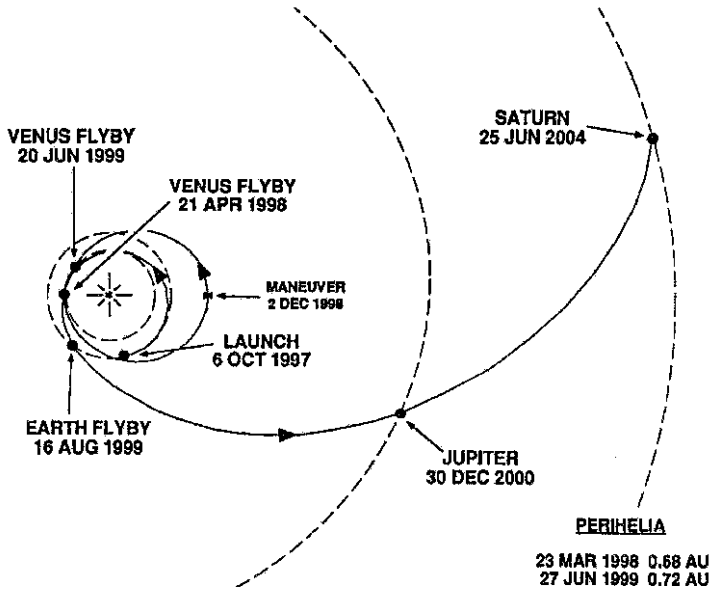 SATURN
25 JUN 2004
VENUS FLYBY
20 JUN 1999
VENUS FLYBY
21 APR 1998
MANEUVER
2 DEC 1998
LAUNCH
6 OCT 1997
EARTH FLYBY
16 AUG 1999
JUPITER
30 DEC 2000
PERIHELIA
23 MAR 1998 0.68 AU
27 JUN 1999 0.72 AU